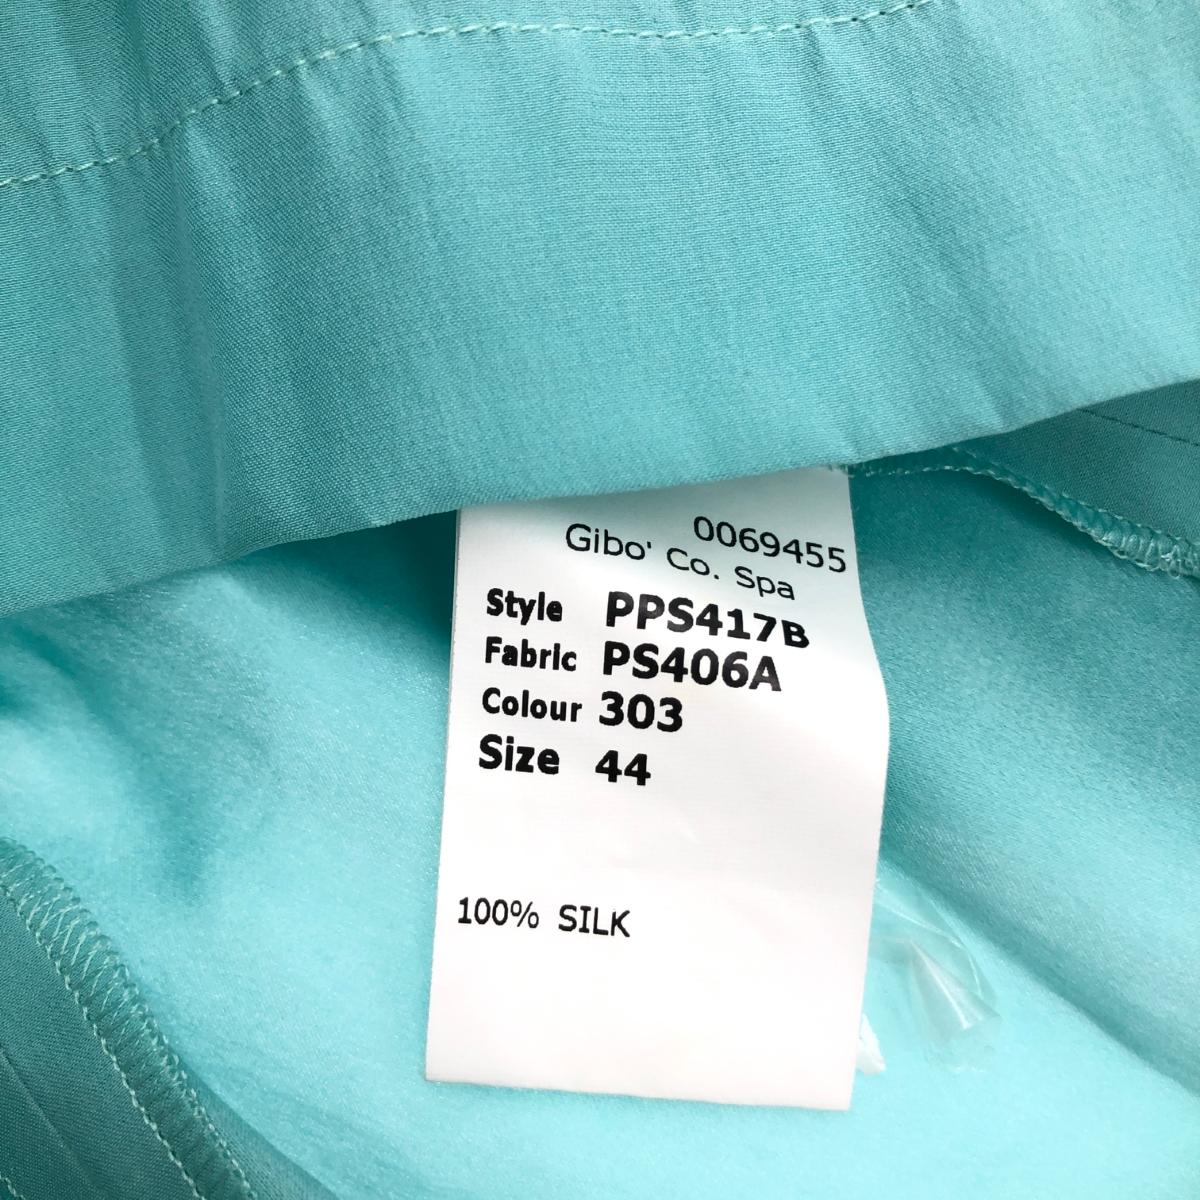 0069455
Gibo' Co. Spa
Style PPS417B
Fabric PS406A
Colour 303
Size 44
100% SILK